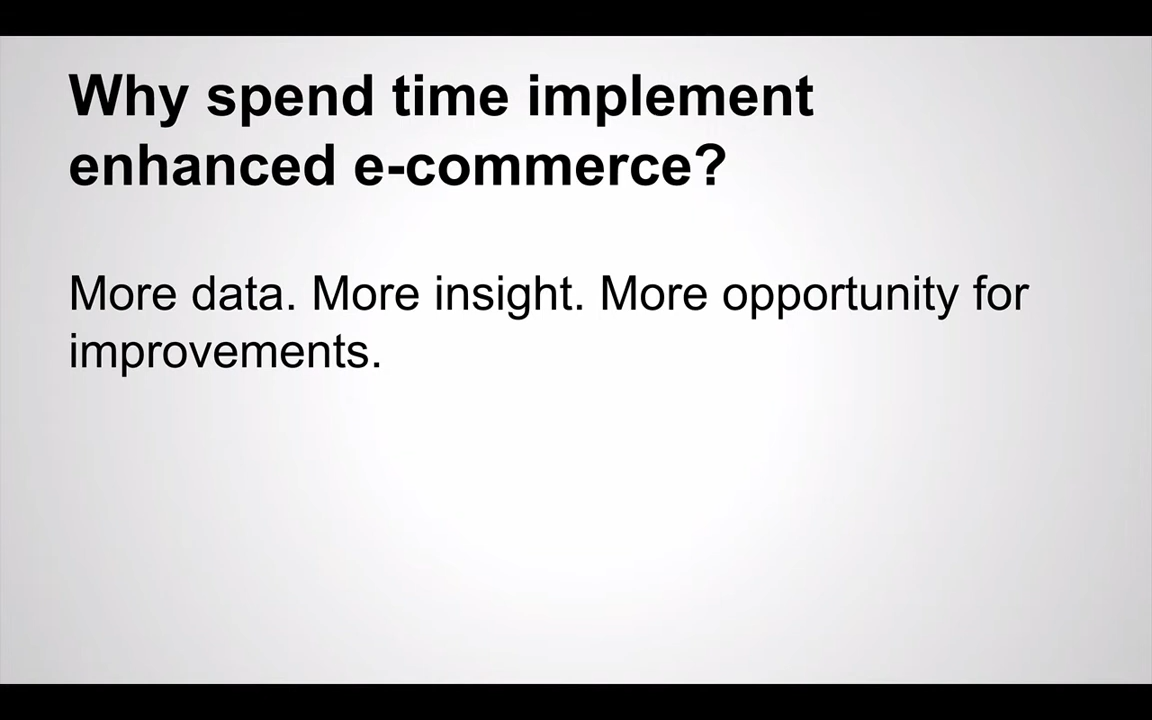 Why spend time implement
enhanced e-commerce?
More data. More insight. More opportunity for
improvements.